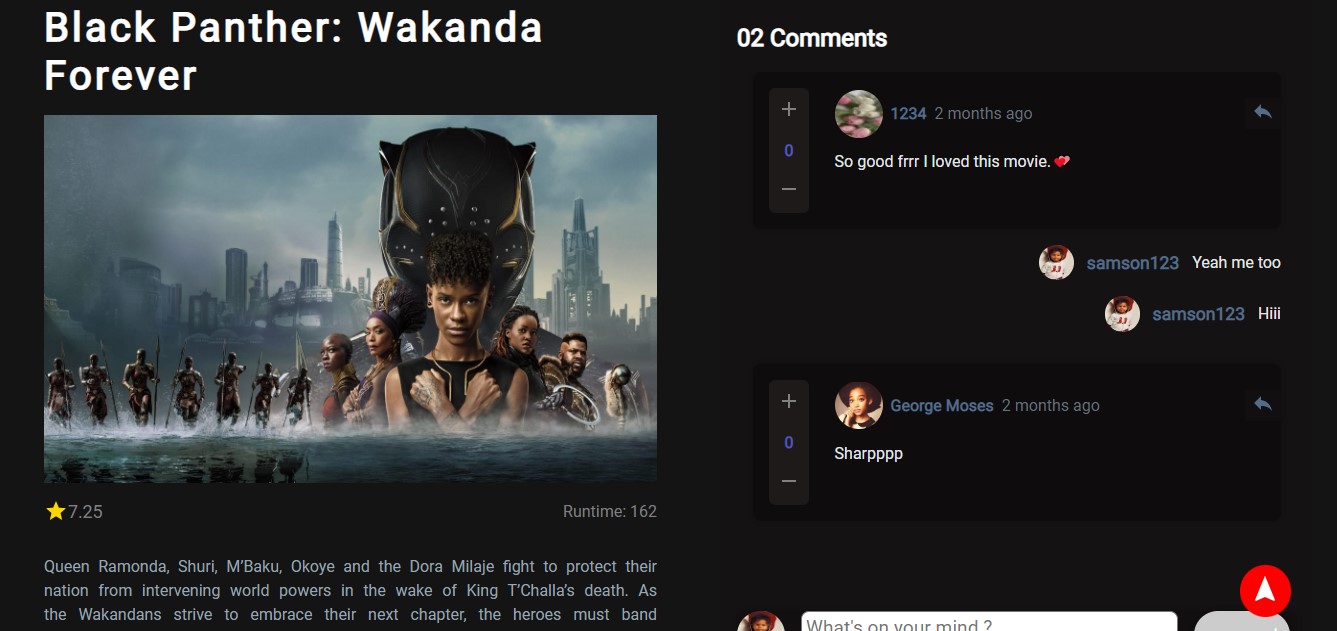 Black Panther: Wakanda
Forever
7.25
Runtime: 162
Queen Ramonda, Shuri, M’Baku, Okoye and the Dora Milaje fight to protect their
nation from intervening world powers in the wake of King T’Challa’s death. As
the Wakandans strive to embrace their next chapter, the heroes must band
02 Comments
+
0
−
1234 2 months ago
So good frrr I loved this movie. 💕
samson123 Yeah me too
samson123 Hiii
+
0
−
George Moses 2 months ago
Sharpppp
What's on your mind ?